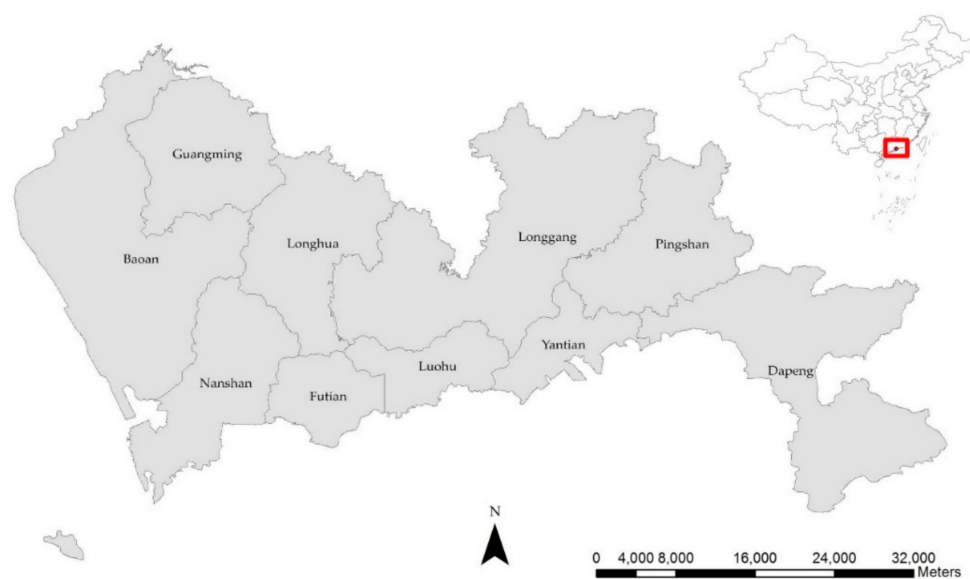 Guangming
Baoan
Longhua
Longgang
Pingshan
Nanshan
Futian
Luohu
Yantian
Dapeng
N
0 4,000 8,000 16,000 24,000 32,000
Meters